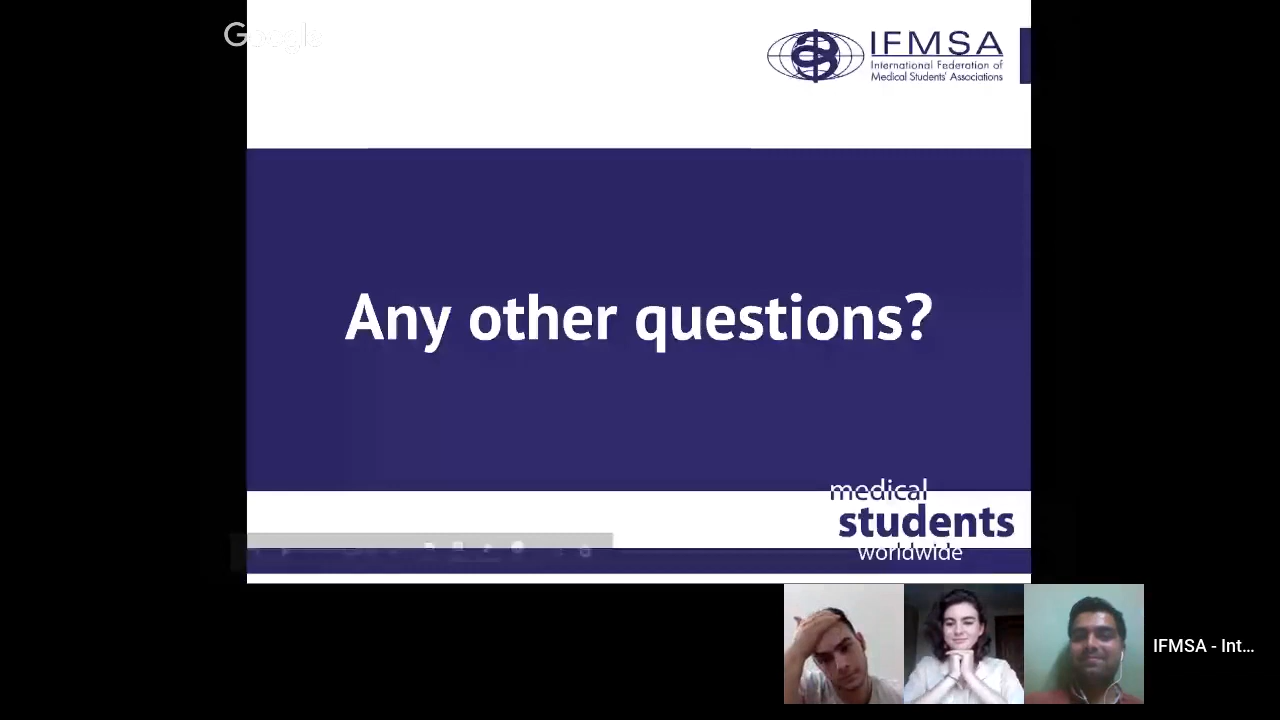 Google
IFMSA
International Federation of
Medical Students' Associations
Any other questions?
medical
students
worldwide
IFMSA - Int...